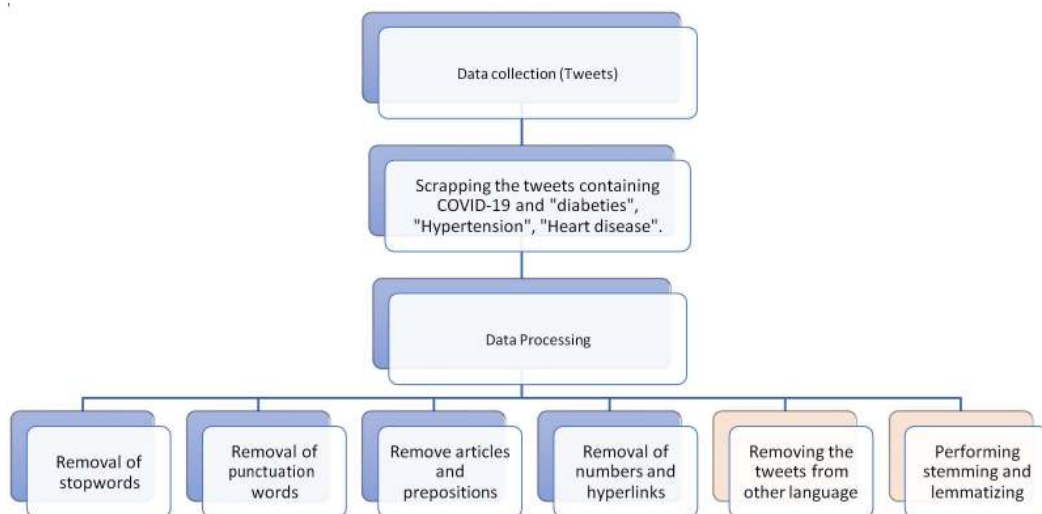 Data collection (Tweets)
Scrapping the tweets containing
COVID-19 and "diabeties",
"Hypertension", "Heart disease".
Data Processing
Removal of
stopwords
Removal of
punctuation
words
Remove articles
and
prepositions
Removal of
numbers and
hyperlinks
Removing the
tweets from
other language
Performing
stemming and
lemmatizing